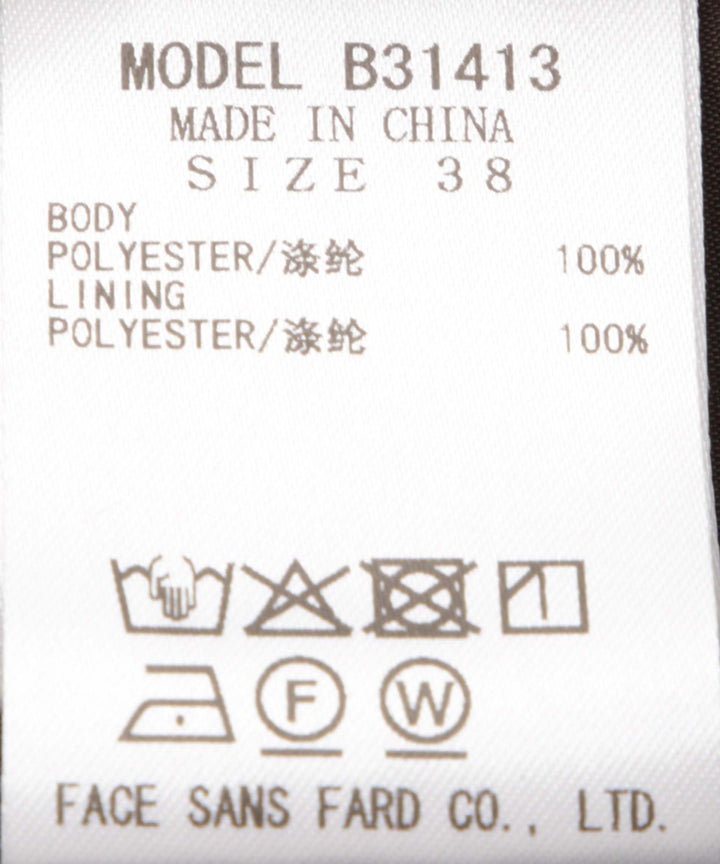 MODEL B31413
MADE IN CHINA
SIZE 38
BODY
POLYESTER/涤纶 100%
LINING
POLYESTER/涤纶 100%
F W
FACE SANS FARD CO., LTD.